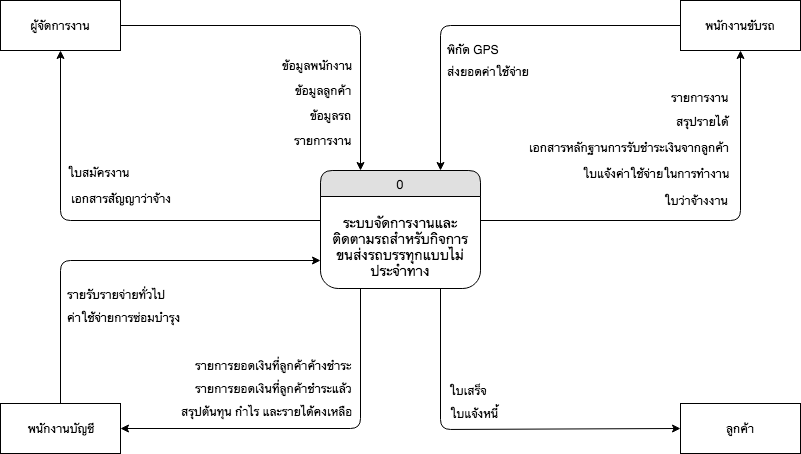 ผู้จัดการงาน
พนักงานขับรถ
พิกัด GPS
ส่งยอดค่าใช้จ่าย
ข้อมูลพนักงาน
ข้อมูลลูกค้า
ข้อมูลรถ
รายการงาน
รายการงาน
สรุปรายได้
เอกสารหลักฐานการรับชำระเงินจากลูกค้า
ใบแจ้งค่าใช้จ่ายในการทำงาน
ใบว่าจ้างงาน
ใบสมัครงาน
เอกสารสัญญาว่าจ้าง
0
ระบบจัดการงานและ
ติดตามรถสำหรับกิจการ
ขนส่งรถบรรทุกแบบไม่
ประจำทาง
รายรับรายจ่ายทั่วไป
ค่าใช้จ่ายการซ่อมบำรุง
รายการยอดเงินที่ลูกค้าค้างชำระ
รายการยอดเงินที่ลูกค้าชำระแล้ว
สรุปต้นทุน กำไร และรายได้คงเหลือ
ใบเสร็จ
ใบแจ้งหนี้
พนักงานบัญชี
ลูกค้า